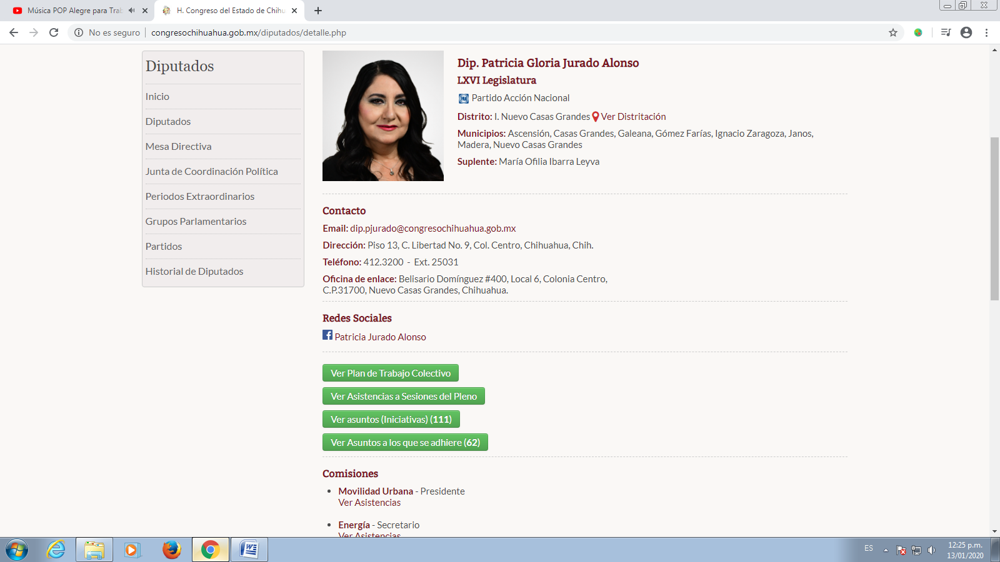 Música POP Alegre para Trab
H. Congreso del Estado de Chihu
No es seguro
congresochihuahua.gob.mx/diputados/detalle.php
Diputados
Inicio
Diputados
Mesa Directiva
Junta de Coordinación Política
Periodos Extraordinarios
Grupos Parlamentarios
Partidos
Historial de Diputados
Dip. Patricia Gloria Jurado Alonso
LXVI Legislatura
PAN Partido Acción Nacional
Distrito: I. Nuevo Casas Grandes Ver Distritación
Municipios: Ascensión, Casas Grandes, Galeana, Gómez Farías, Ignacio Zaragoza, Janos,
Madera, Nuevo Casas Grandes
Suplente: María Ofilia Ibarra Leyva
Contacto
Email: dip.pjurado@congresochihuahua.gob.mx
Dirección: Piso 13, C. Libertad No. 9, Col. Centro, Chihuahua, Chih.
Teléfono: 412.3200 - Ext. 25031
Oficina de enlace: Belisario Domínguez #400, Local 6, Colonia Centro,
C.P.31700, Nuevo Casas Grandes, Chihuahua.
Redes Sociales
Patricia Jurado Alonso
Ver Plan de Trabajo Colectivo
Ver Asistencias a Sesiones del Pleno
Ver asuntos (Iniciativas) (111)
Ver Asuntos a los que se adhiere (62)
Comisiones
Movilidad Urbana - Presidente
Ver Asistencias
Energía - Secretario
Ver Asistencias
ES
12:25 p.m.
13/01/2020